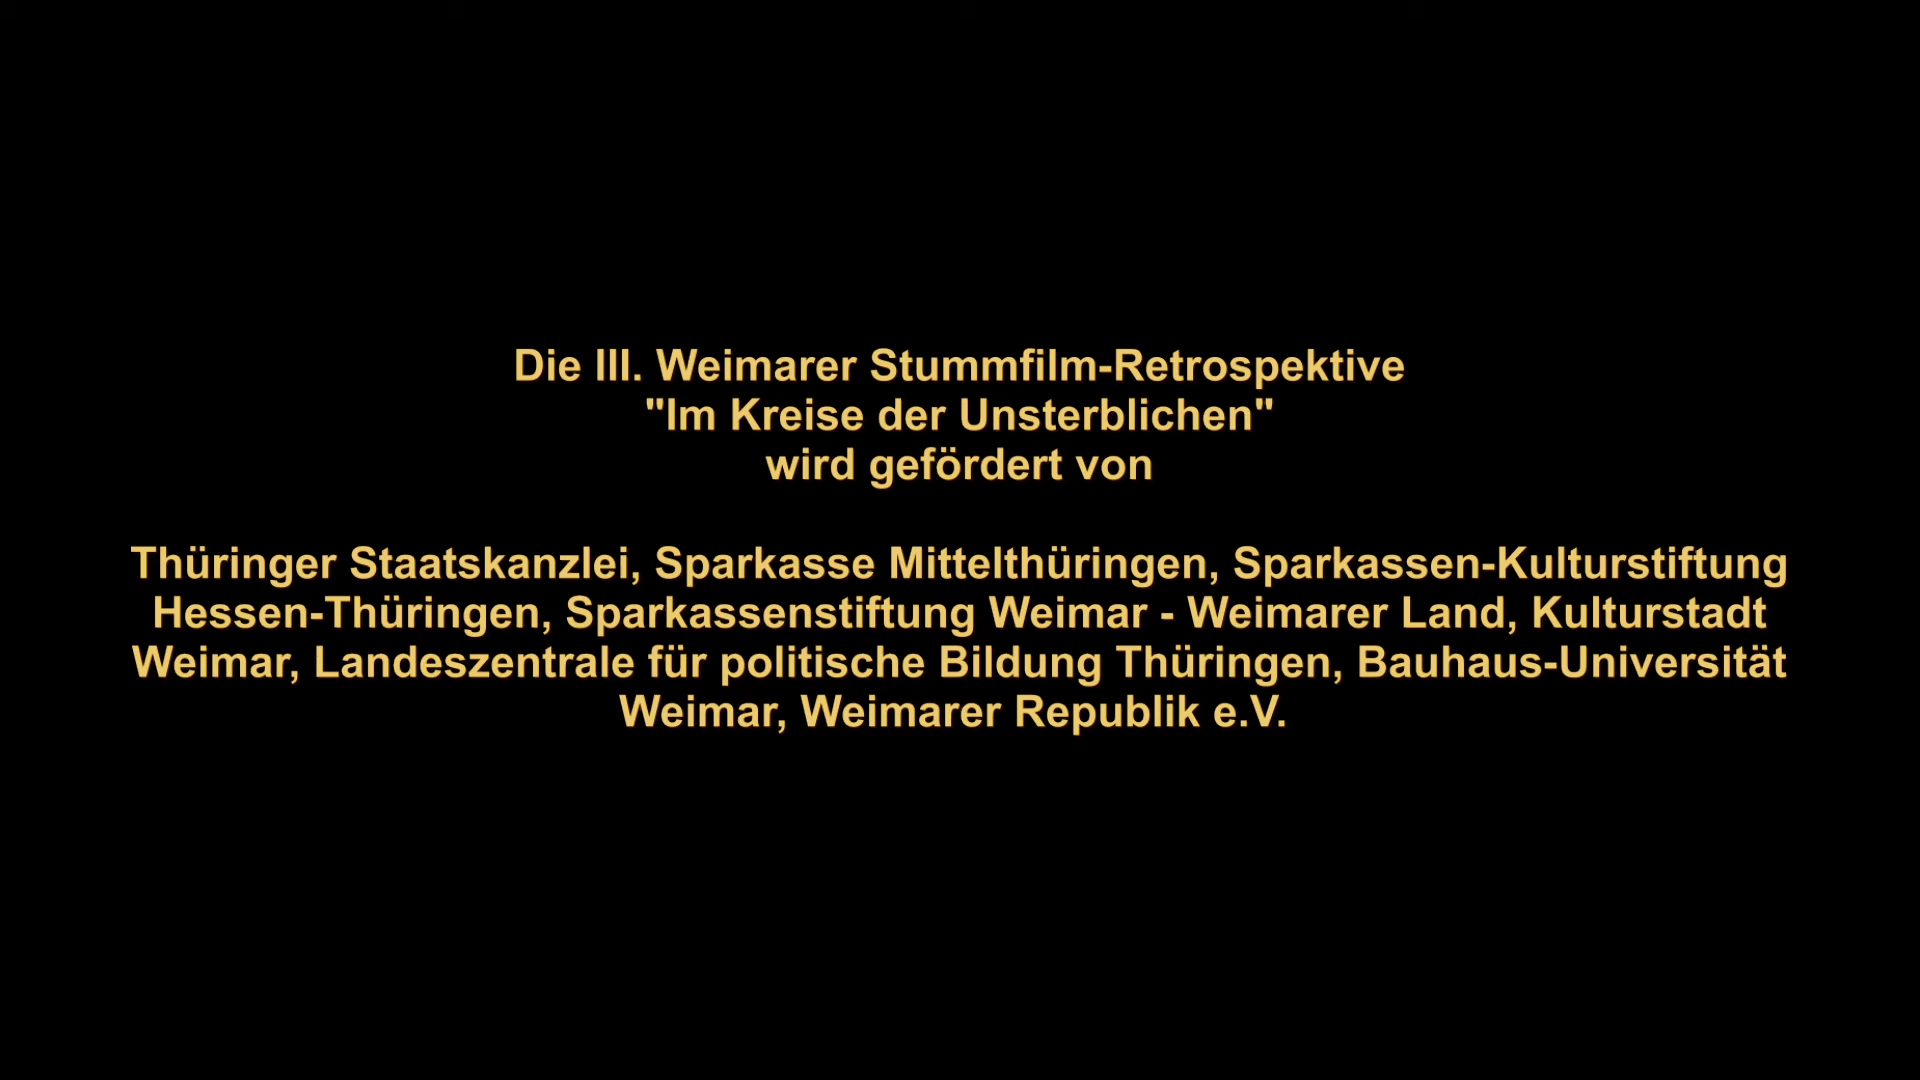 Die III. Weimarer Stummfilm-Retrospektive
"Im Kreise der Unsterblichen"
wird gefördert von
Thüringer Staatskanzlei, Sparkasse Mittelthüringen, Sparkassen-Kulturstiftung
Hessen-Thüringen, Sparkassenstiftung Weimar - Weimarer Land, Kulturstadt
Weimar, Landeszentrale für politische Bildung Thüringen, Bauhaus-Universität
Weimar, Weimarer Republik e.V.